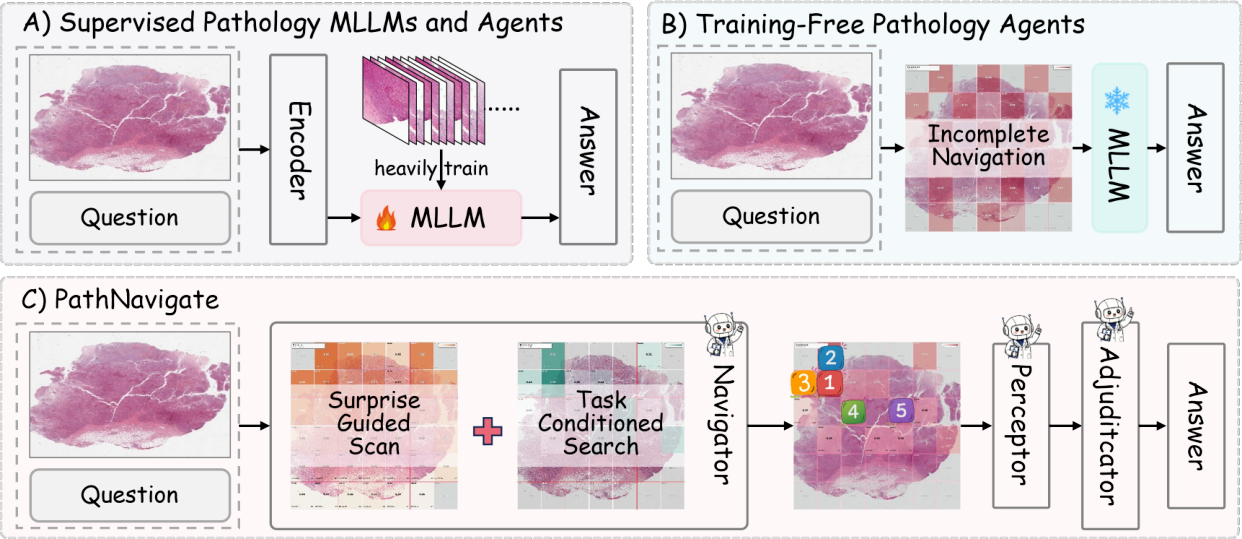 A) Supervised Pathology MLLMs and Agents
Question
Encoder
heavily train
MLLM
......
Answer
B) Training-Free Pathology Agents
Question
Incomplete
Navigation
MLLM
Answer
C) PathNavigate
Question
Surprise
Guided
Scan
Task
Conditioned
Search
Navigator
2
3 1
4 5
Perceptor
Adjuditcator
Answer